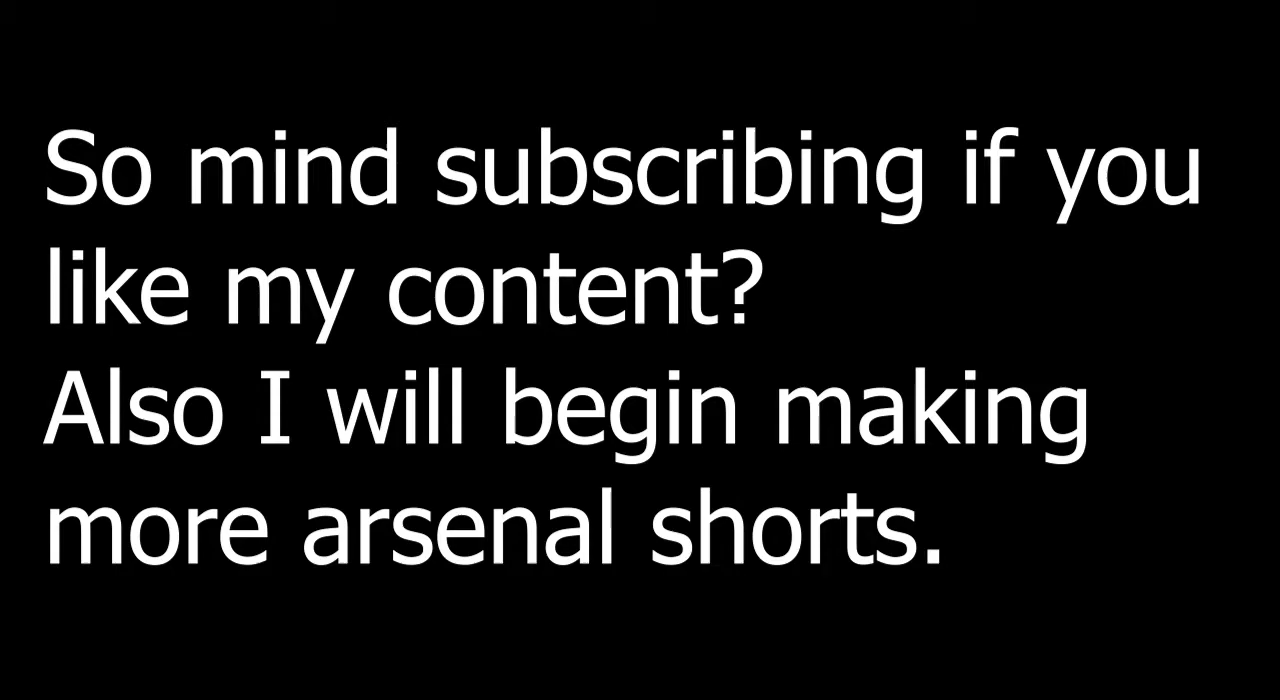 So mind subscribing if you
like my content?
Also I will begin making
more arsenal shorts.